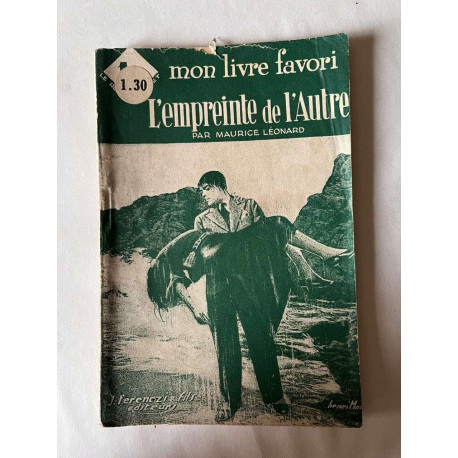 mon livre favori
1.30
L'empreinte de l'Autre
PAR MAURICE LÉONARD
J. Ferenczi & fils
éditeurs